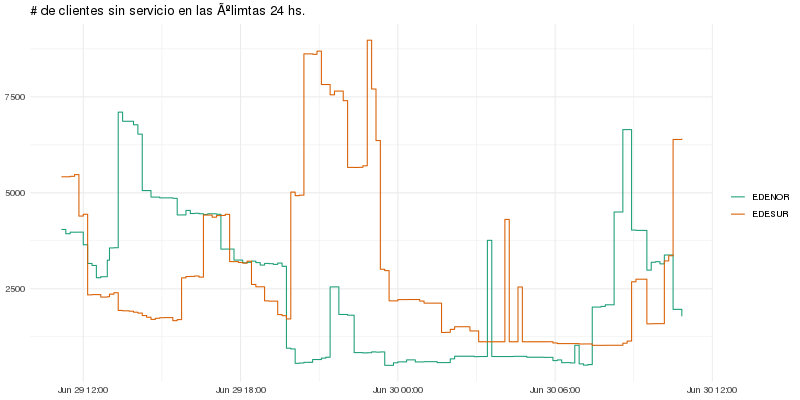 # de clientes sin servicio en las Ãºlimtas 24 hs.
7500
5000
2500
Jun 29 12:00
Jun 29 18:00
Jun 30 00:00
Jun 30 06:00
Jun 30 12:00
EDENOR
EDESUR